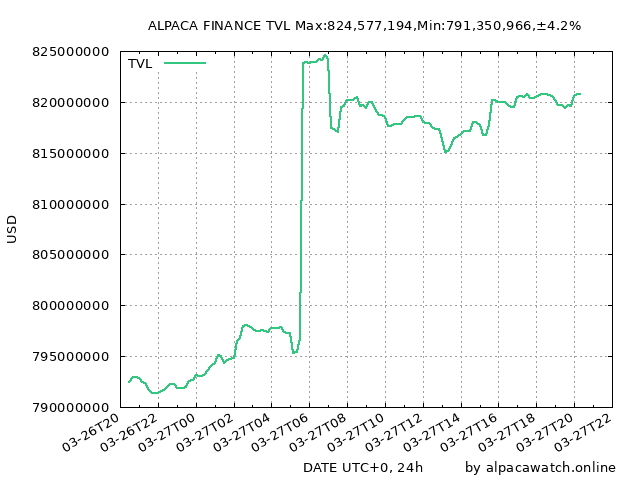 ALPACA FINANCE TVL Max:824,577,194,Min:791,350,966,±4.2%
TVL
825000000
820000000
815000000
810000000
805000000
800000000
795000000
790000000
USD
03-26T20
03-26T22
03-27T00
03-27T02
03-27T04
03-27T06
03-27T08
03-27T10
03-27T12
03-27T14
03-27T16
03-27T18
03-27T20
03-27T22
DATE UTC+0, 24h
by alpacawatch.online